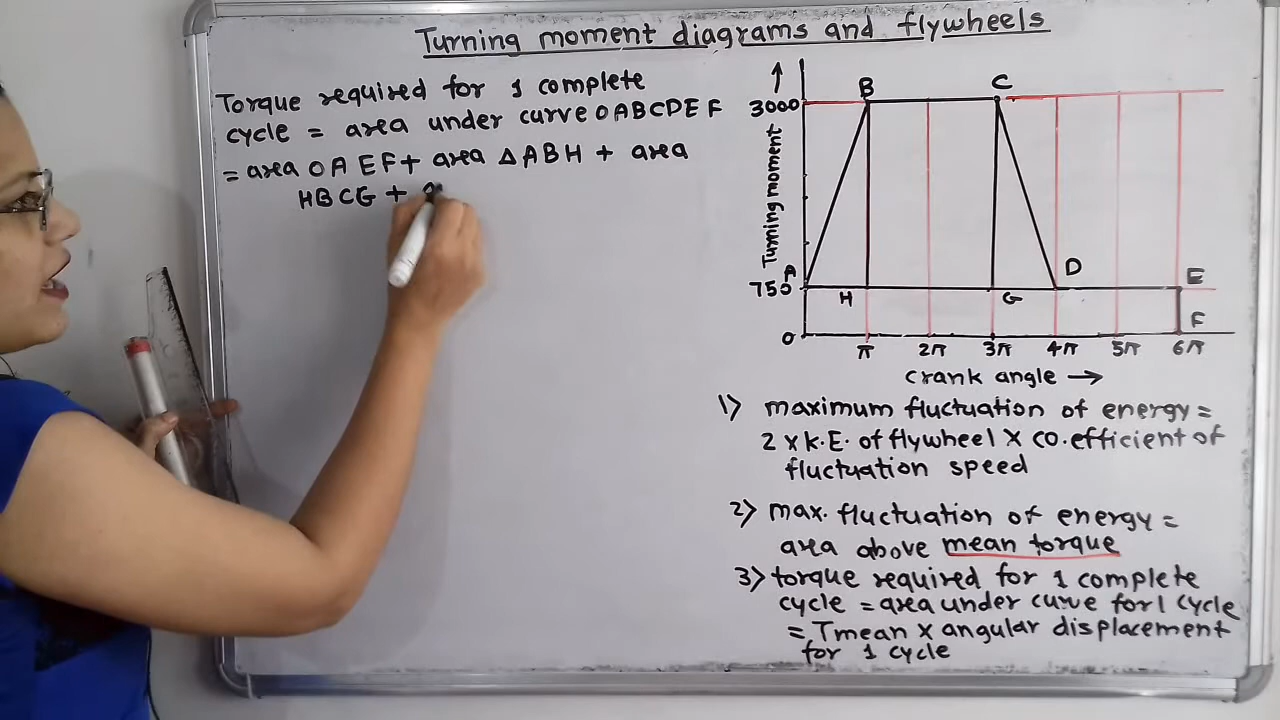 Turning moment diagrams and flywheels
Torque required for 1 complete
cycle = area under curve OABCDEF
= area OAEF + area ΔABH + area
HBCG +
Turning moment →
3000
750
0
A
B
C
D
E
F
H
G
π 2π 3π 4π 5π 6π
crank angle →
1) maximum fluctuation of energy =
2 x K.E. of flywheel x co.efficient of
fluctuation speed
2) max. fluctuation of energy =
area above mean torque
3) torque required for 1 complete
cycle = area under curve for 1 cycle
= Tmean x angular displacement
for 1 cycle